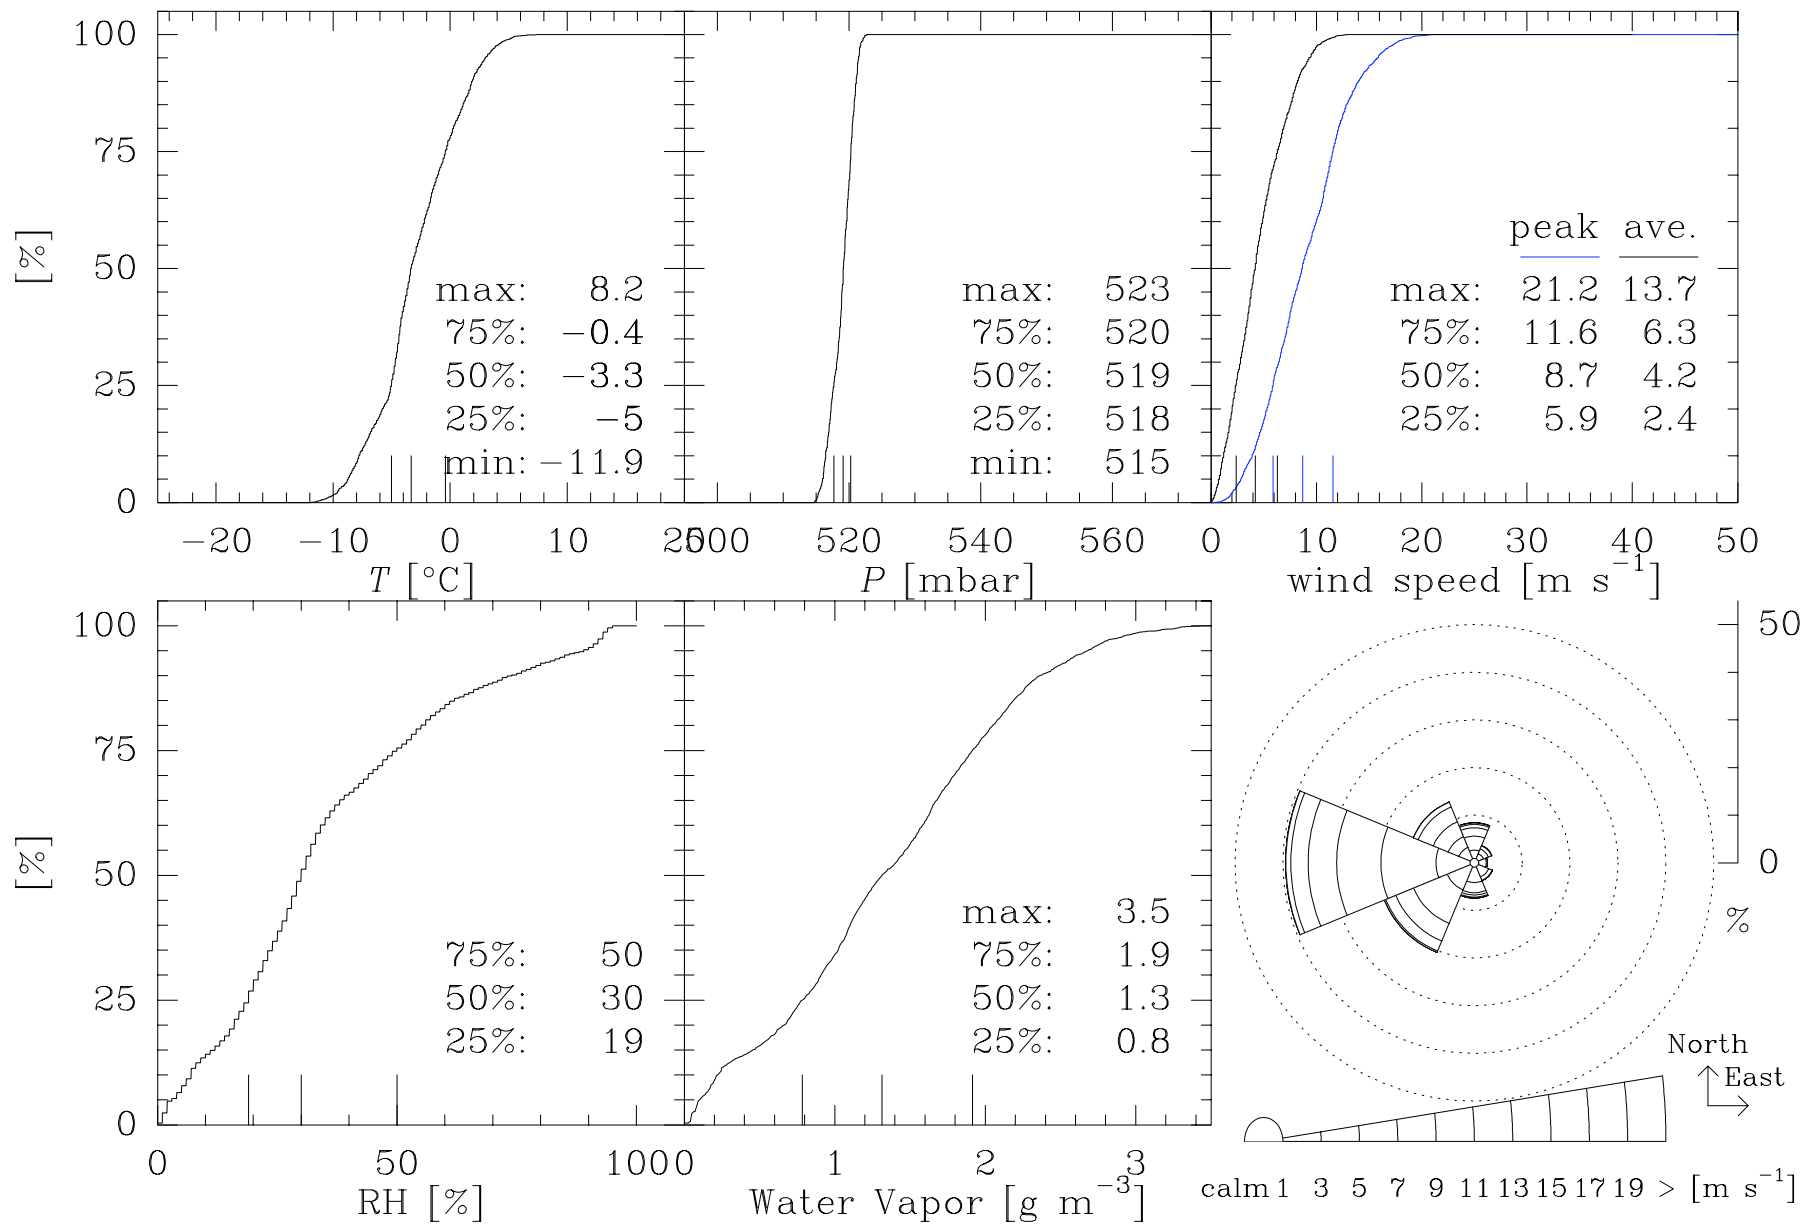 100
75
50
25
0
[%]
max: 8.2
75%: −0.4
50%: −3.3
25%: −5
min: −11.9
−20 −10 0 10 20
T [°C]
max: 523
75%: 520
50%: 519
25%: 518
min: 515
500 520 540 560
P [mbar]
peak ave.
max: 21.2 13.7
75%: 11.6 6.3
50%: 8.7 4.2
25%: 5.9 2.4
0 10 20 30 40 50
wind speed [m s−1]
100
75
50
25
0
[%]
75%: 50
50%: 30
25%: 19
0 50 100
RH [%]
max: 3.5
75%: 1.9
50%: 1.3
25%: 0.8
0 1 2 3
Water Vapor [g m−3]
50
0
%
North
East
calm 1 3 5 7 9 11 13 15 17 19 > [m s−1]